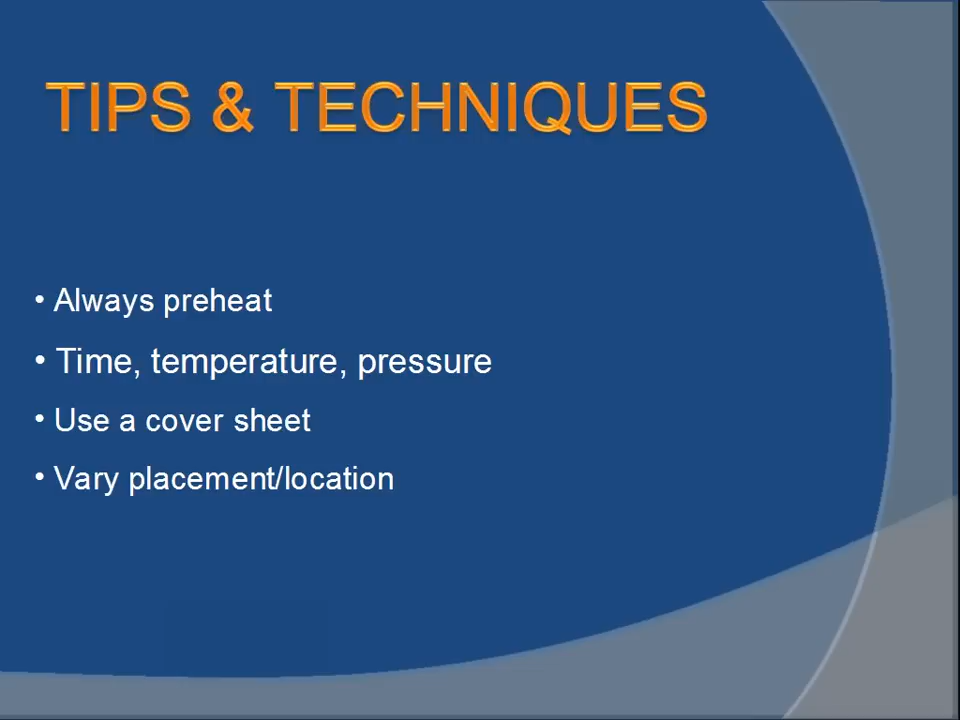 TIPS & TECHNIQUES
• Always preheat
• Time, temperature, pressure
• Use a cover sheet
• Vary placement/location